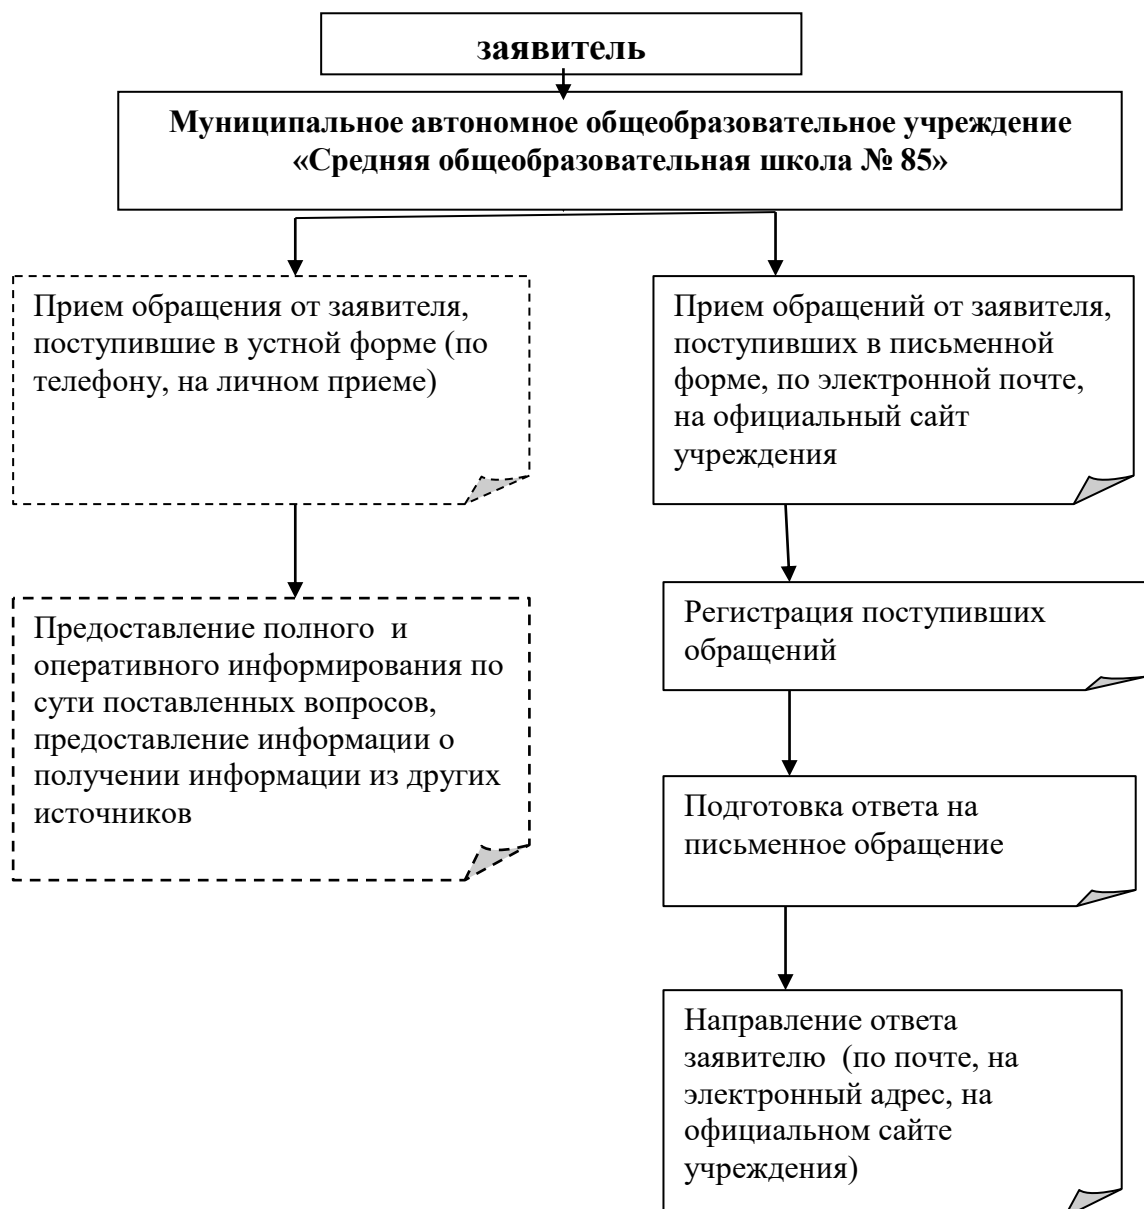 заявитель
Муниципальное автономное общеобразовательное учреждение
«Средняя общеобразовательная школа № 85»
Прием обращения от заявителя,
поступившие в устной форме (по
телефону, на личном приеме)
Прием обращений от заявителя,
поступивших в письменной
форме, по электронной почте,
на официальный сайт
учреждения
Предоставление полного и
оперативного информирования по
сути поставленных вопросов,
предоставление информации о
получении информации из других
источников
Регистрация поступивших
обращений
Подготовка ответа на
письменное обращение
Направление ответа
заявителю (по почте, на
электронный адрес, на
официальном сайте
учреждения)